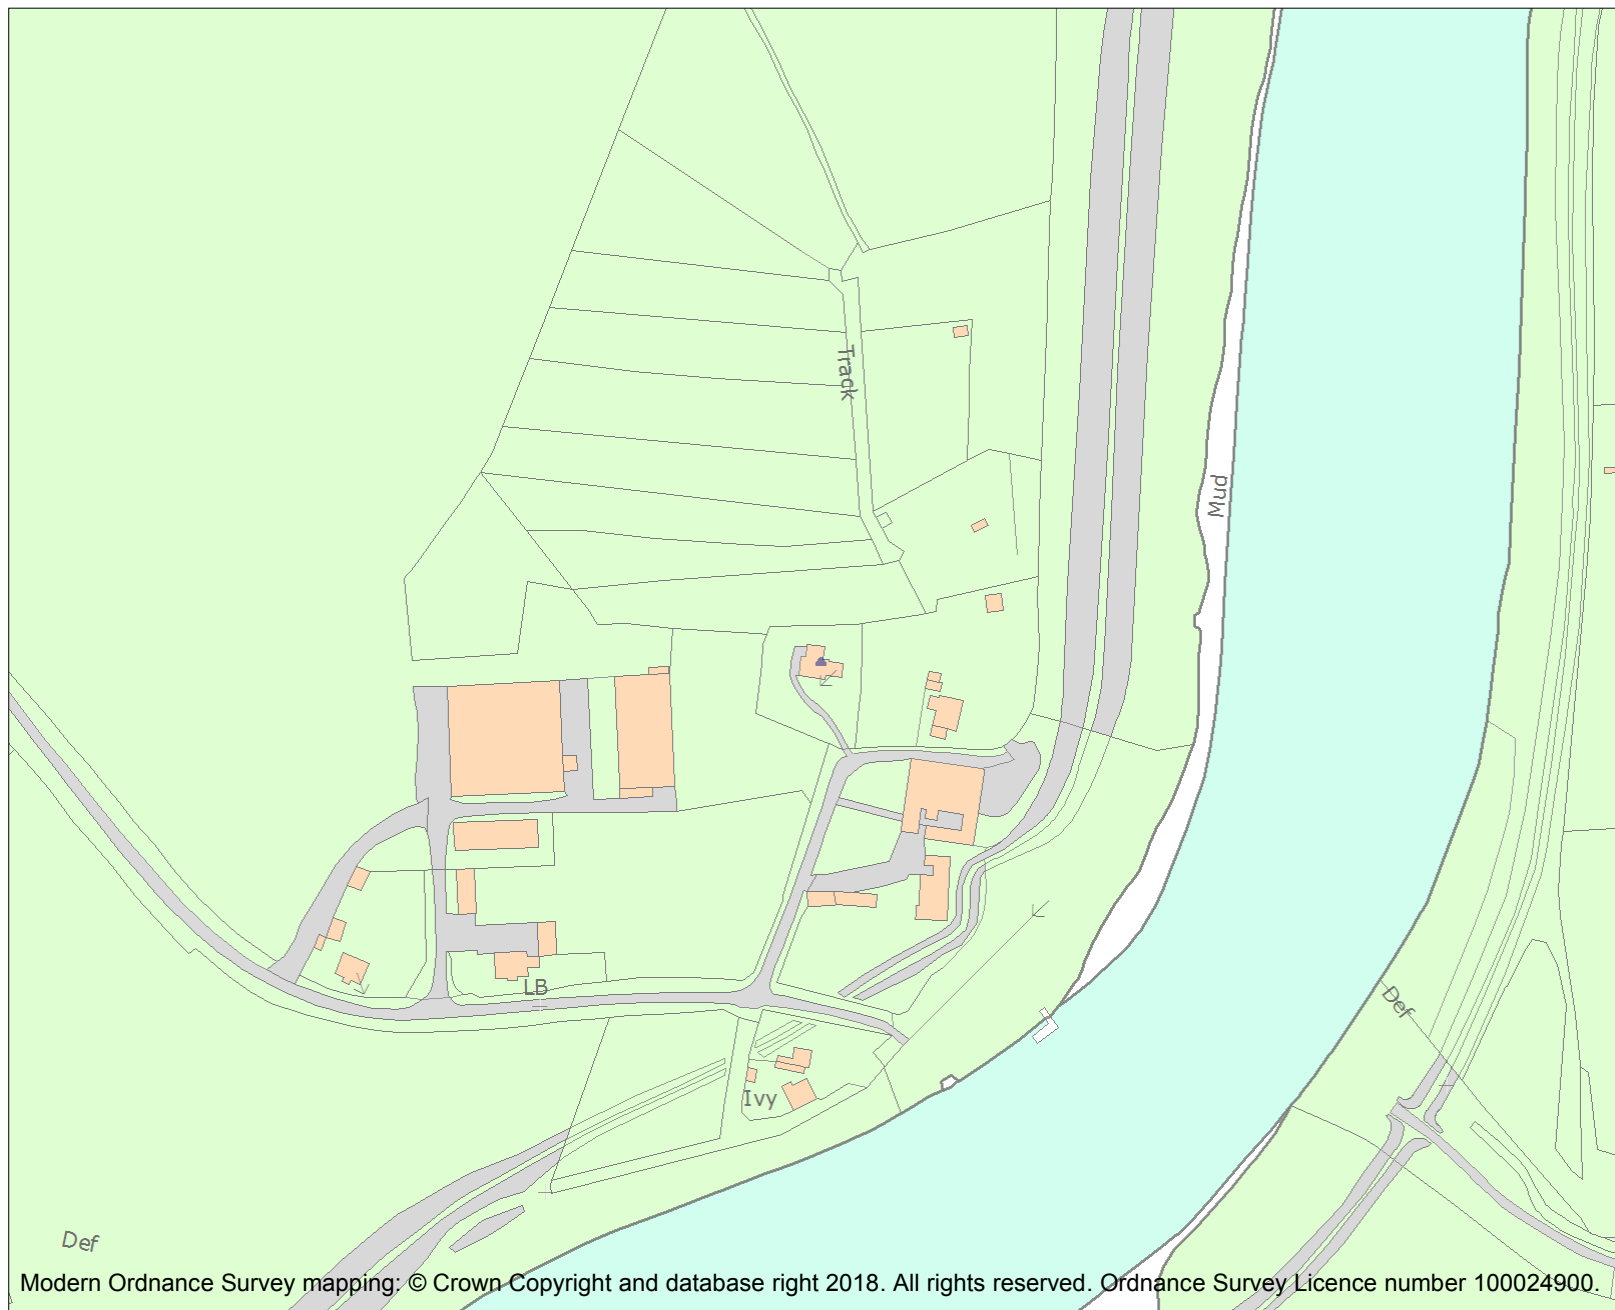 Track
Mud
LB
Def
Ivy
Def
Modern Ordnance Survey mapping: © Crown Copyright and database right 2018. All rights reserved. Ordnance Survey Licence number 100024900.